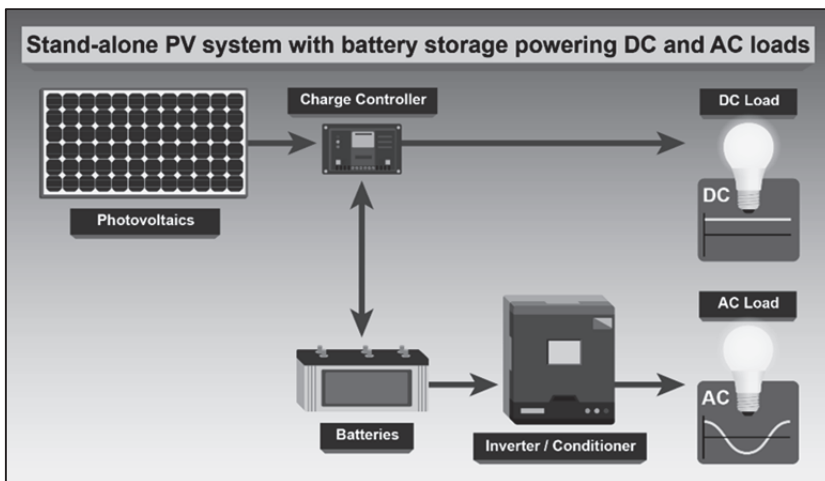 Stand-alone PV system with battery storage powering DC and AC loads
Charge Controller
DC Load
DC
Photovoltaics
AC Load
AC
Batteries
Inverter / Conditioner